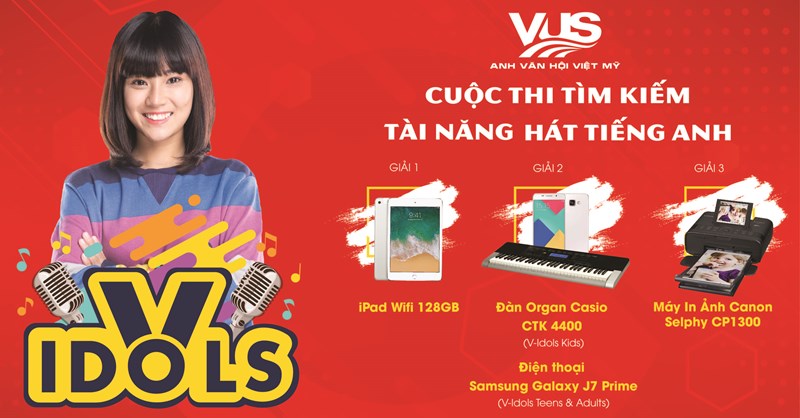 VUS
ANH VĂN HỘI VIỆT MỸ
CUỘC THI TÌM KIẾM
TÀI NĂNG HÁT TIẾNG ANH
GIẢI 1
GIẢI 2
GIẢI 3
iPad Wifi 128GB
Đàn Organ Casio
CTK 4400
(V-Idols Kids)
Điện thoại
Samsung Galaxy J7 Prime
(V-Idols Teens & Adults)
Máy In Ảnh Canon
Selphy CP1300
V
IDOLS